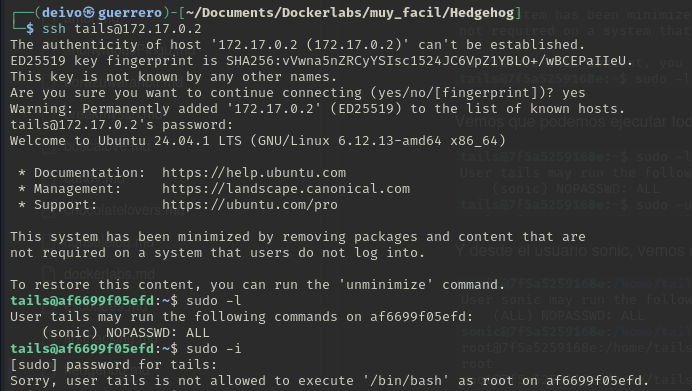 ┌──(deivo㉿guerrero)-[~/Documents/Dockerlabs/muy_facil/Hedgehog]
└─$ ssh tails@172.17.0.2
The authenticity of host '172.17.0.2 (172.17.0.2)' can't be established.
ED25519 key fingerprint is SHA256:vVwna5nZRCyYSIsc1524JC6VpZ1YBLO+/wBCEPaIIeU.
This key is not known by any other names.
Are you sure you want to continue connecting (yes/no/[fingerprint])? yes
Warning: Permanently added '172.17.0.2' (ED25519) to the list of known hosts.
tails@172.17.0.2's password:
Welcome to Ubuntu 24.04.1 LTS (GNU/Linux 6.12.13-amd64 x86_64)
 * Documentation:  https://help.ubuntu.com
 * Management:     https://landscape.canonical.com
 * Support:        https://ubuntu.com/pro
This system has been minimized by removing packages and content that are
not required on a system that users do not log into.
To restore this content, you can run the 'unminimize' command.
tails@af6699f05efd:~$ sudo -l
User tails may run the following commands on af6699f05efd:
    (sonic) NOPASSWD: ALL
tails@af6699f05efd:~$ sudo -i
[sudo] password for tails:
Sorry, user tails is not allowed to execute '/bin/bash' as root on af6699f05efd.